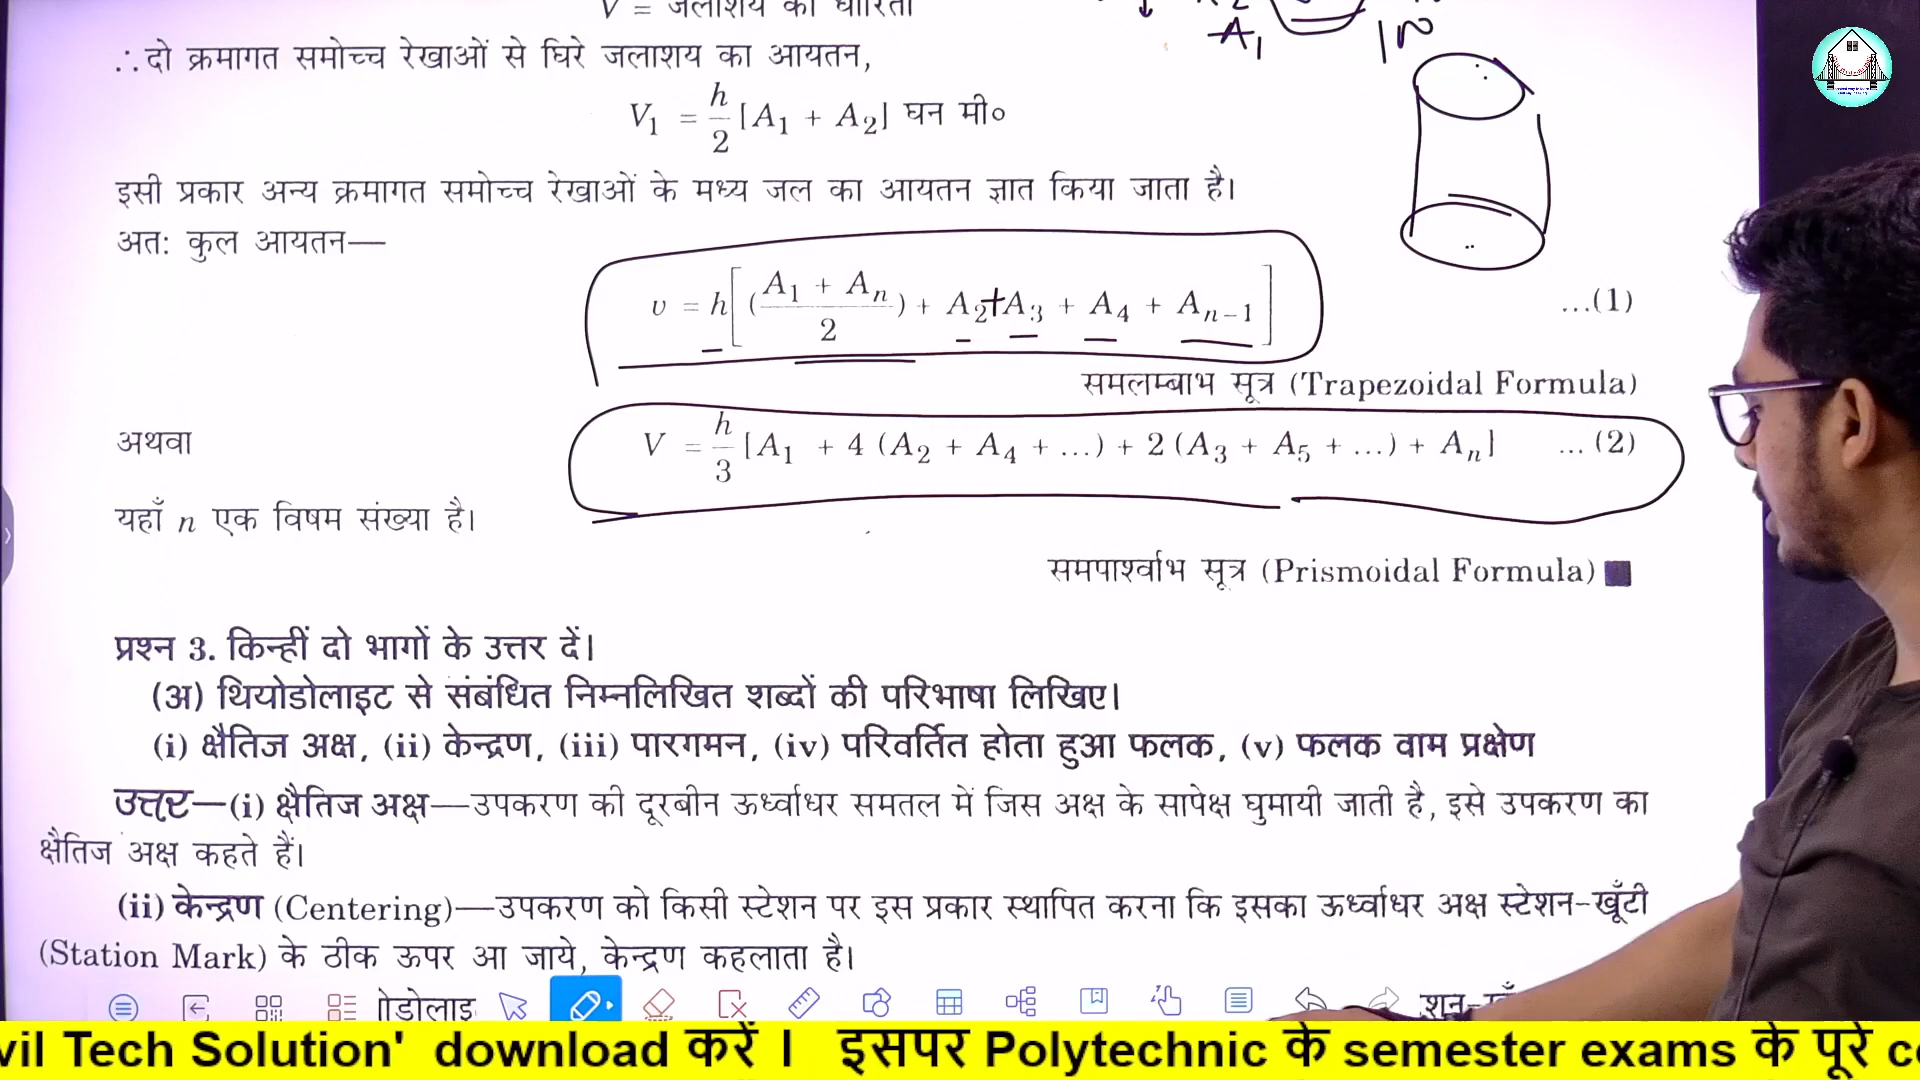 V = जलाशय की धारिता
A₁
∴ दो क्रमागत समोच्च रेखाओं से घिरे जलाशय का आयतन,
V₁ = h/2 [A₁ + A₂] घन मी०
इसी प्रकार अन्य क्रमागत समोच्च रेखाओं के मध्य जल का आयतन ज्ञात किया जाता है।
अतः कुल आयतन—
υ = h[(A₁ + Aₙ/2) + A₂+A₃ + A₄ + Aₙ₋₁] ...(1)
समलम्बाभ सूत्र (Trapezoidal Formula)
अथवा V = h/3 [A₁ + 4 (A₂ + A₄ + ...) + 2 (A₃ + A₅ + ...) + Aₙ] ... (2)
यहाँ n एक विषम संख्या है।
समपार्श्वाभ सूत्र (Prismoidal Formula)
प्रश्न 3. किन्हीं दो भागों के उत्तर दें।
(अ) थियोडोलाइट से संबंधित निम्नलिखित शब्दों की परिभाषा लिखिए।
(i) क्षैतिज अक्ष, (ii) केन्द्रण, (iii) पारगमन, (iv) परिवर्तित होता हुआ फलक, (v) फलक वाम प्रक्षेण
उत्तर—(i) क्षैतिज अक्ष—उपकरण की दूरबीन ऊर्ध्वाधर समतल में जिस अक्ष के सापेक्ष घुमायी जाती है, इसे उपकरण का
क्षैतिज अक्ष कहते हैं।
(ii) केन्द्रण (Centering)—उपकरण को किसी स्टेशन पर इस प्रकार स्थापित करना कि इसका ऊर्ध्वाधर अक्ष स्टेशन-खूँटी
(Station Mark) के ठीक ऊपर आ जाये, केन्द्रण कहलाता है।
vil Tech Solution' download करें । इसपर Polytechnic के semester exams के पूरे c